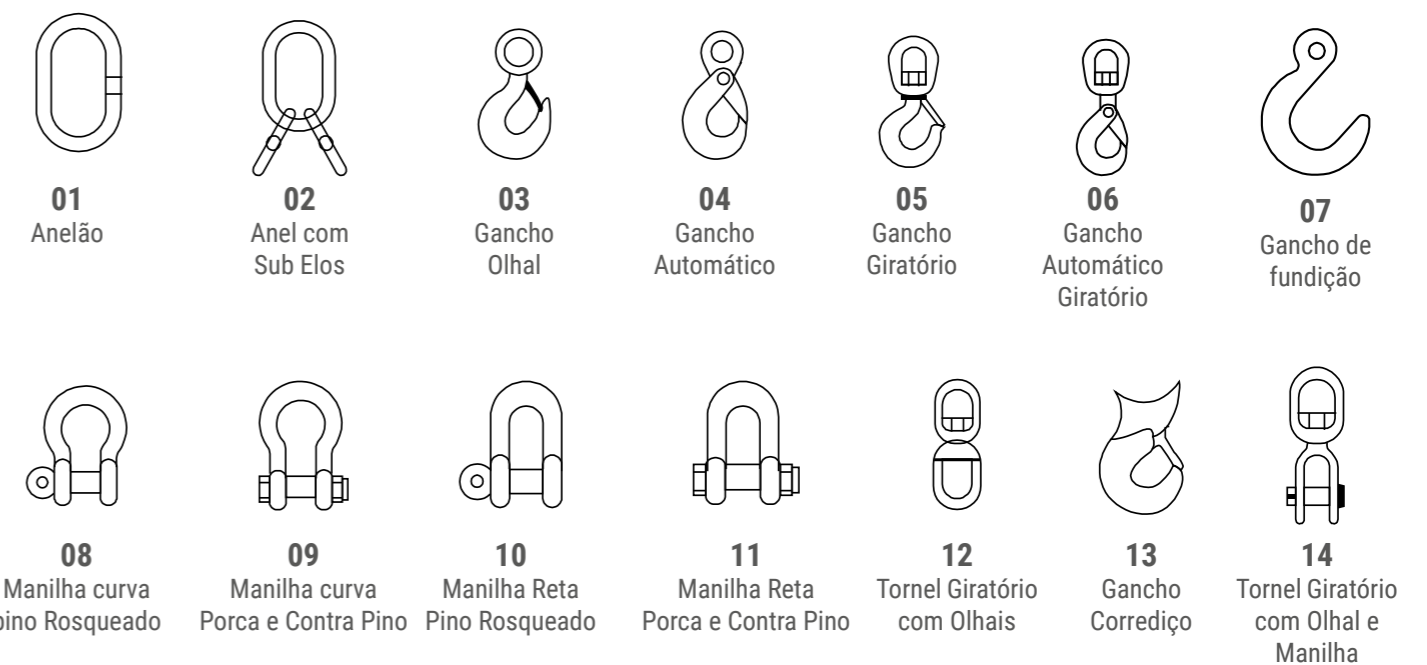 01
Anelão
02
Anel com
Sub Elos
03
Gancho
Olhal
04
Gancho
Automático
05
Gancho
Giratório
06
Gancho
Automático
Giratório
07
Gancho de
fundição
08
Manilha curva
pino Rosqueado
09
Manilha curva
Porca e Contra Pino
10
Manilha Reta
Pino Rosqueado
11
Manilha Reta
Porca e Contra Pino
12
Tornel Giratório
com Olhais
13
Gancho
Corrediço
14
Tornel Giratório
com Olhal e
Manilha